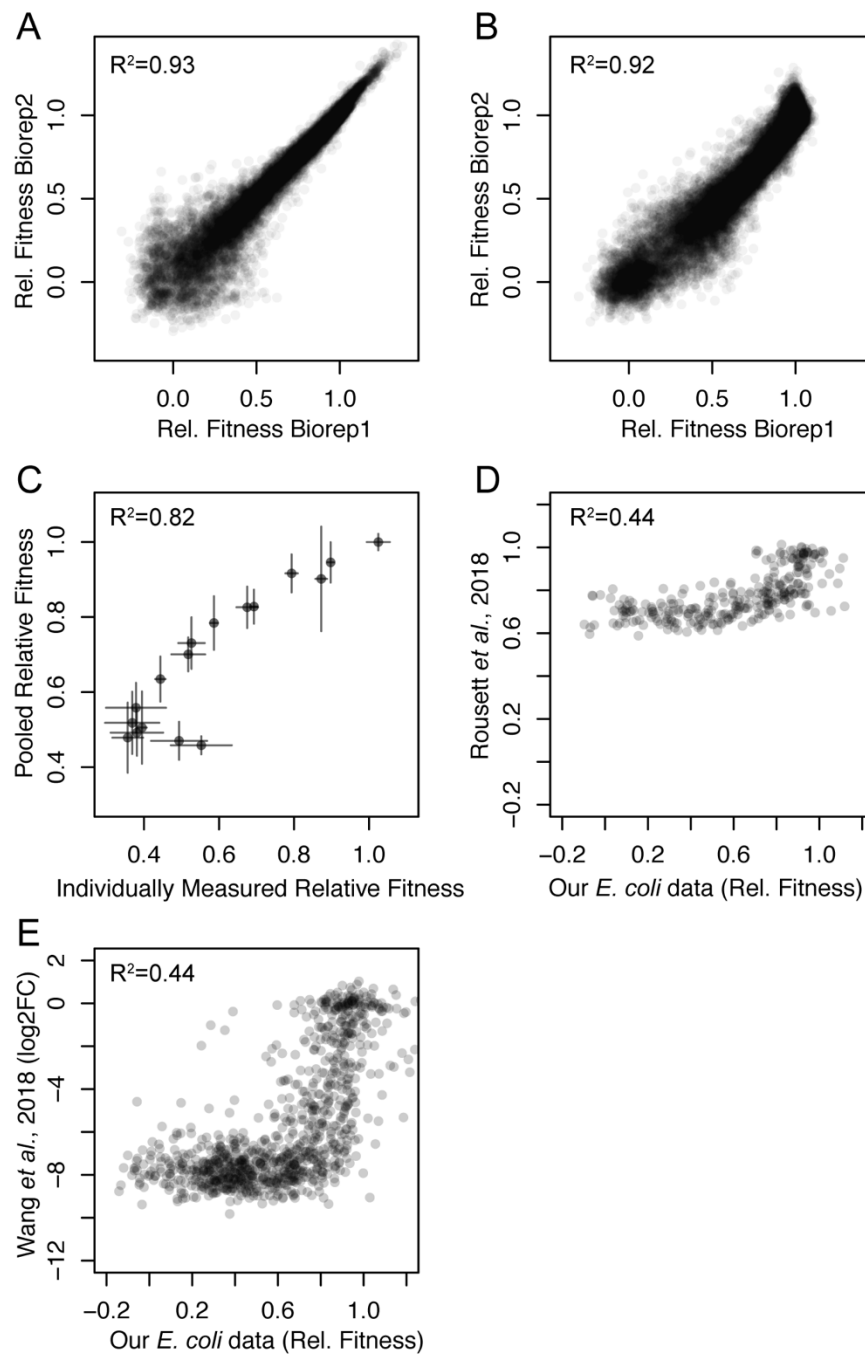 A
R²=0.93
Rel. Fitness Biorep2
0.0 0.5 1.0
0.0 0.5 1.0
Rel. Fitness Biorep1
B
R²=0.92
Rel. Fitness Biorep2
0.0 0.5 1.0
0.0 0.5 1.0
Rel. Fitness Biorep1
C
R²=0.82
Pooled Relative Fitness
0.4 0.6 0.8 1.0
0.4 0.6 0.8 1.0
Individually Measured Relative Fitness
D
R²=0.44
Rousett et al., 2018
−0.2 0.2 0.6 1.0
−0.2 0.2 0.6 1.0
Our E. coli data (Rel. Fitness)
E
R²=0.44
Wang et al., 2018 (log2FC)
−12 −8 −4 0 2
−0.2 0.2 0.6 1.0
Our E. coli data (Rel. Fitness)